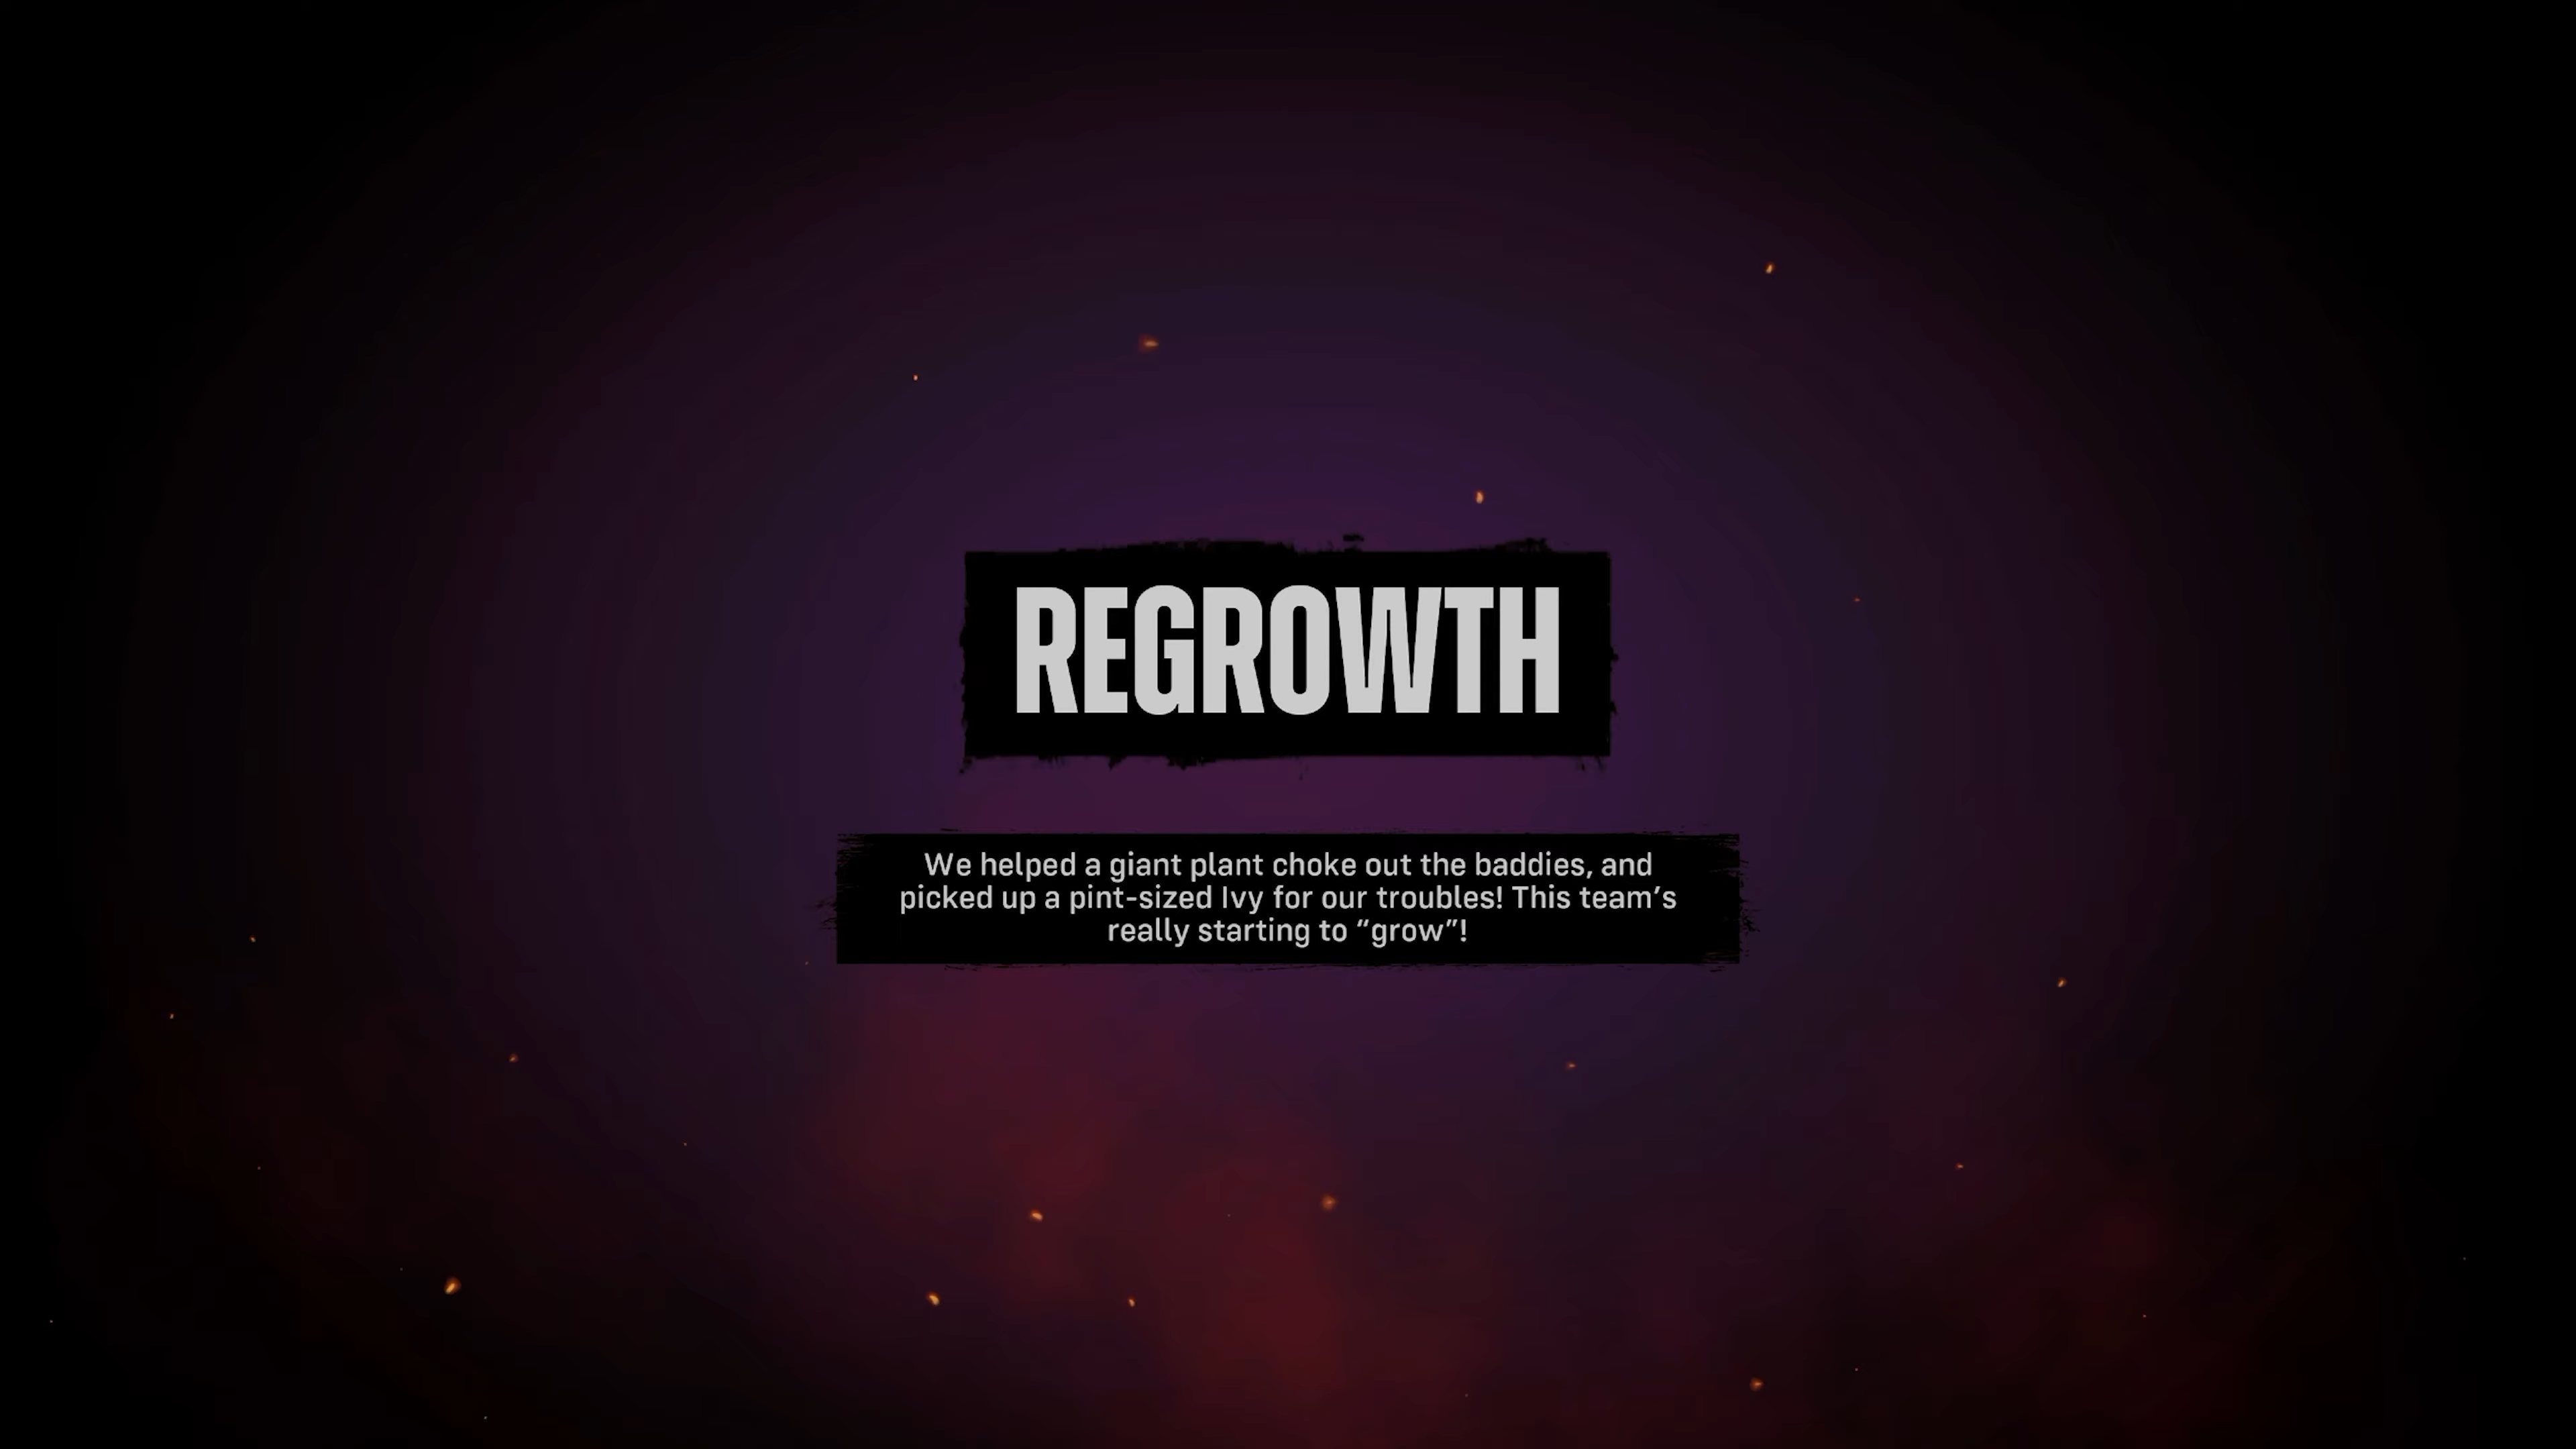 REGROWTH
We helped a giant plant choke out the baddies, and
picked up a pint-sized Ivy for our troubles! This team’s
really starting to “grow”!